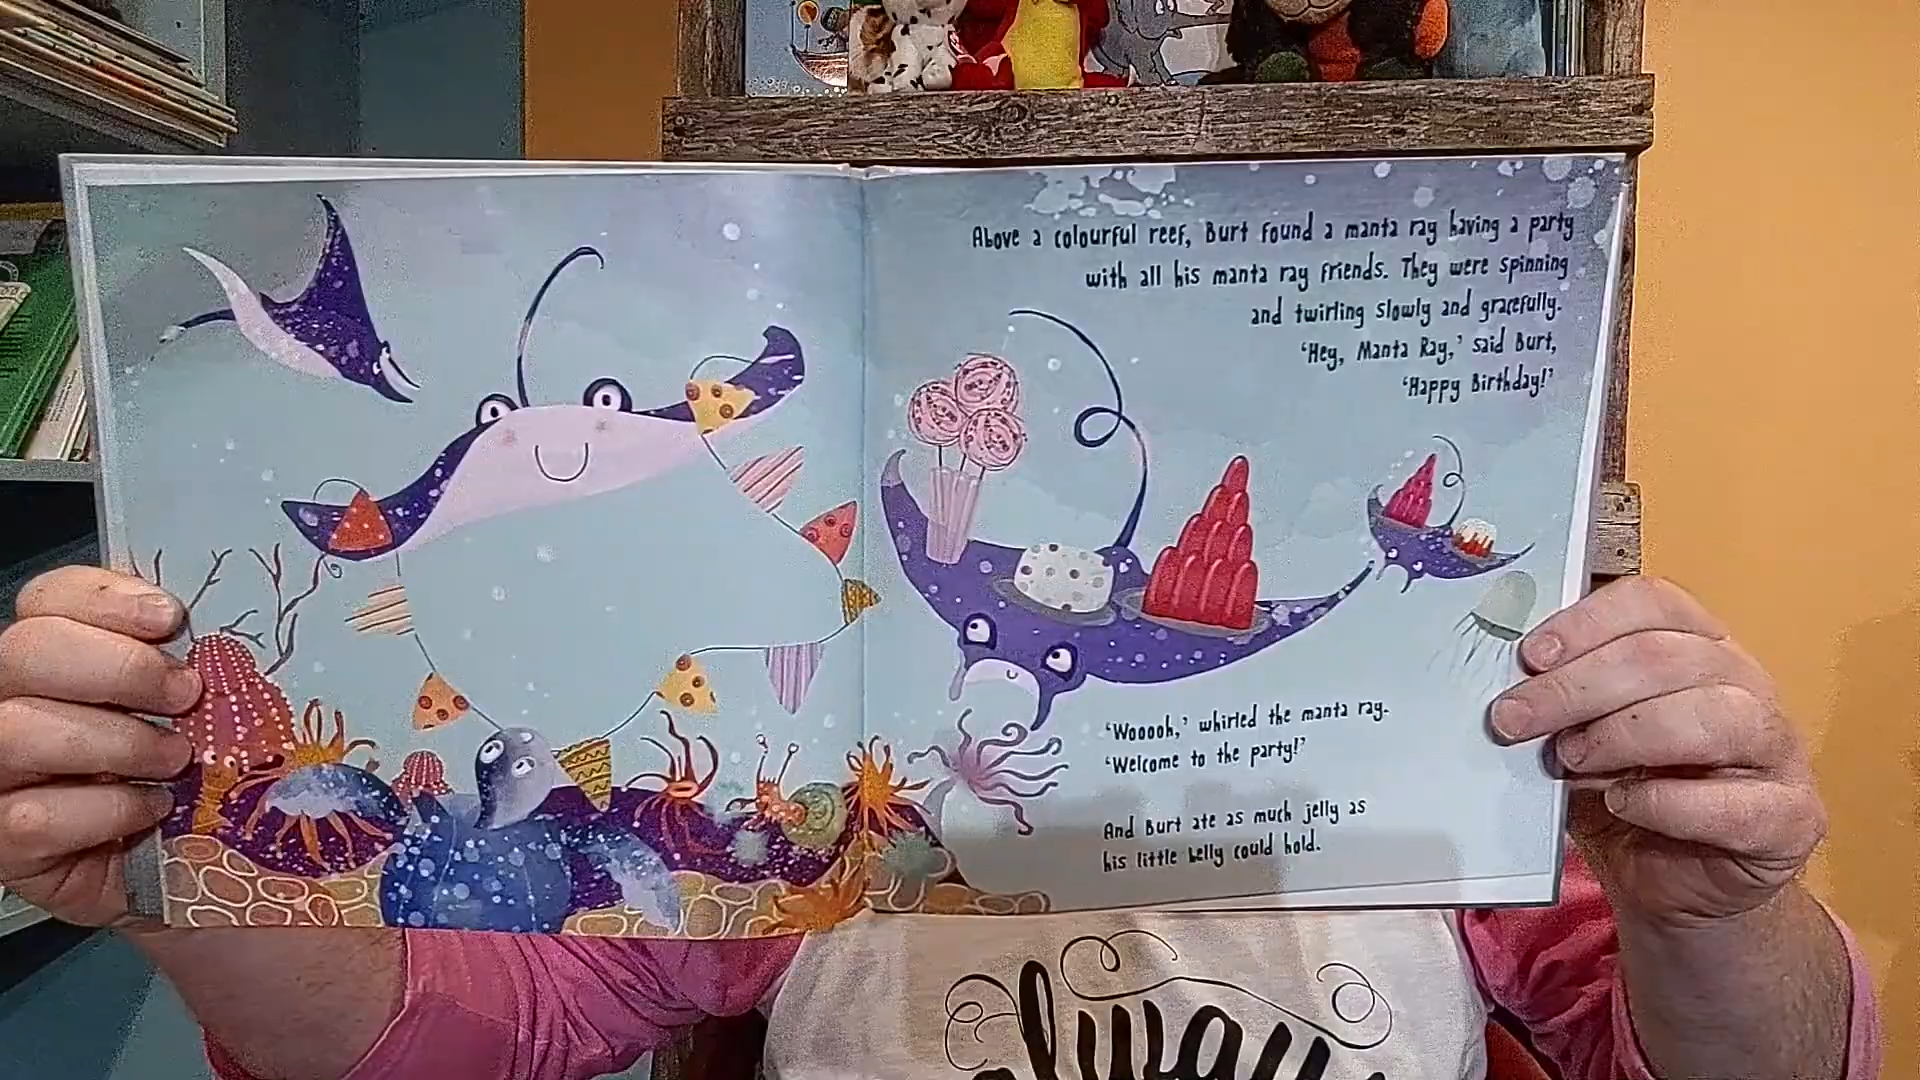 Above a colourful reef, Burt found a manta ray having a party
with all his manta ray friends. They were spinning
and twirling slowly and gracefully.
‘Hey, Manta Ray,’ said Burt,
‘Happy Birthday!’
‘Wooooh,’ whirled the manta ray.
‘Welcome to the party!’
And Burt ate as much jelly as
his little belly could hold.
always